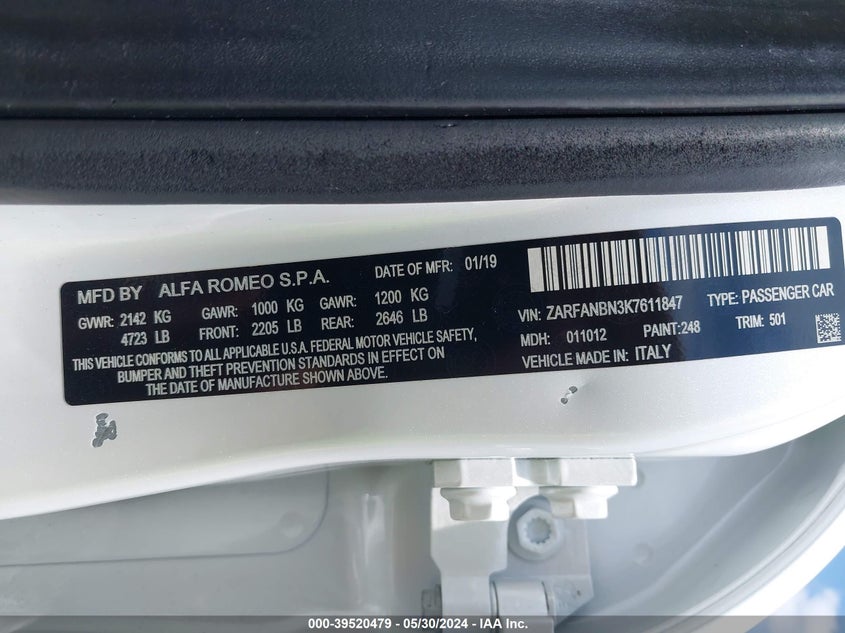 MFD BY ALFA ROMEO S.P.A. DATE OF MFR: 01/19
GVWR: 2142 KG GAWR: 1000 KG GAWR: 1200 KG
4723 LB FRONT: 2205 LB REAR: 2646 LB
THIS VEHICLE CONFORMS TO ALL APPLICABLE U.S.A. FEDERAL MOTOR VEHICLE SAFETY,
BUMPER AND THEFT PREVENTION STANDARDS IN EFFECT ON
THE DATE OF MANUFACTURE SHOWN ABOVE.
VIN: ZARFANBN3K7611847 TYPE: PASSENGER CAR
MDH: 011012 PAINT:248 TRIM: 501
VEHICLE MADE IN: ITALY
000-39520479 - 05/30/2024 - IAA Inc.